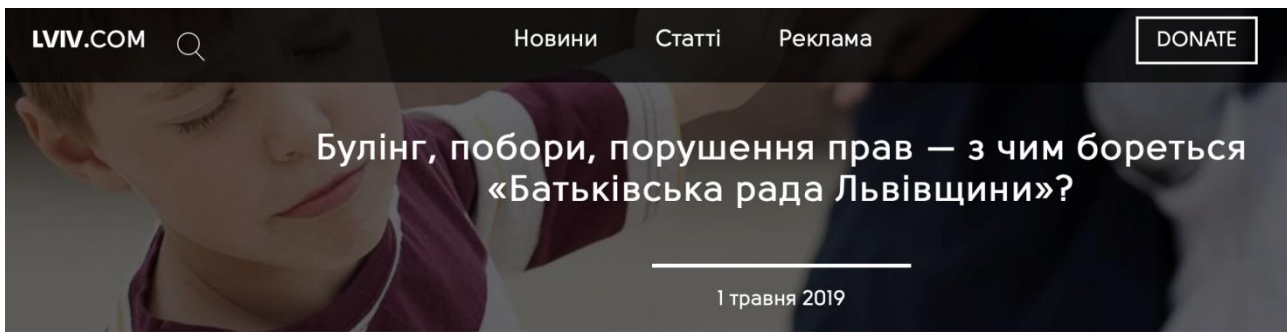 LVIV.COM
Новини Статті Реклама
DONATE
Булінг, побори, порушення прав — з чим бореться
«Батьківська рада Львівщини»?
1 травня 2019